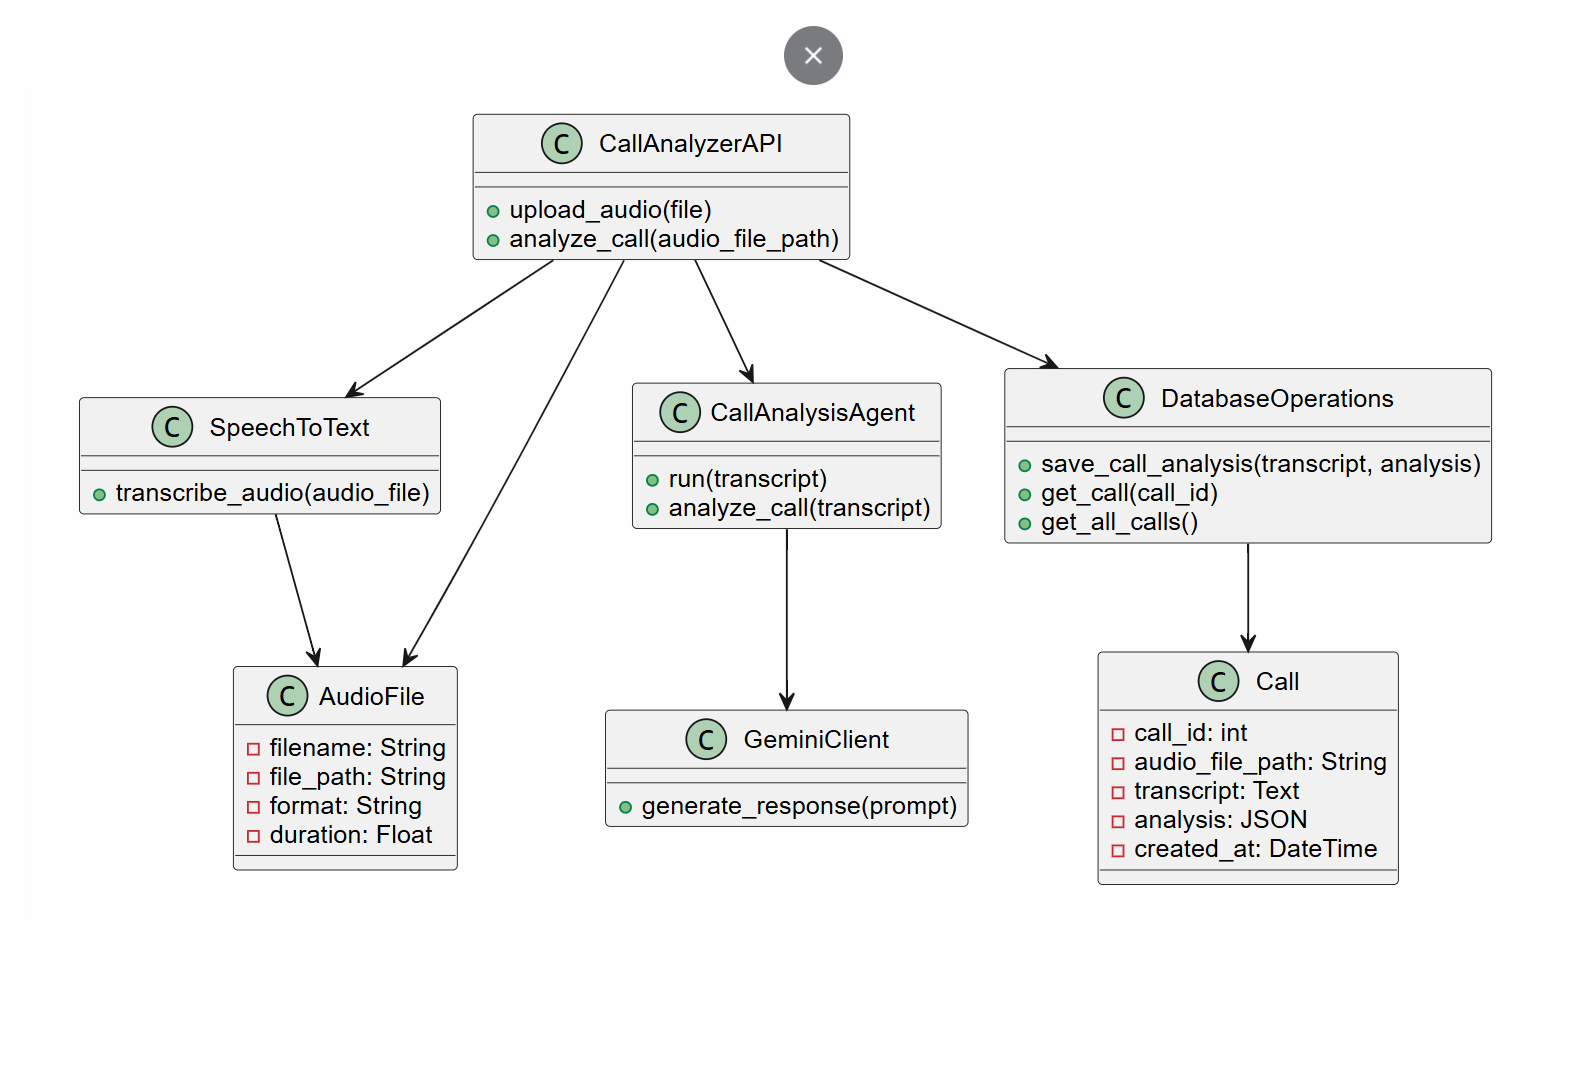 C CallAnalyzerAPI
upload_audio(file)
analyze_call(audio_file_path)
C SpeechToText
transcribe_audio(audio_file)
C CallAnalysisAgent
run(transcript)
analyze_call(transcript)
C DatabaseOperations
save_call_analysis(transcript, analysis)
get_call(call_id)
get_all_calls()
C AudioFile
filename: String
file_path: String
format: String
duration: Float
C GeminiClient
generate_response(prompt)
C Call
call_id: int
audio_file_path: String
transcript: Text
analysis: JSON
created_at: DateTime